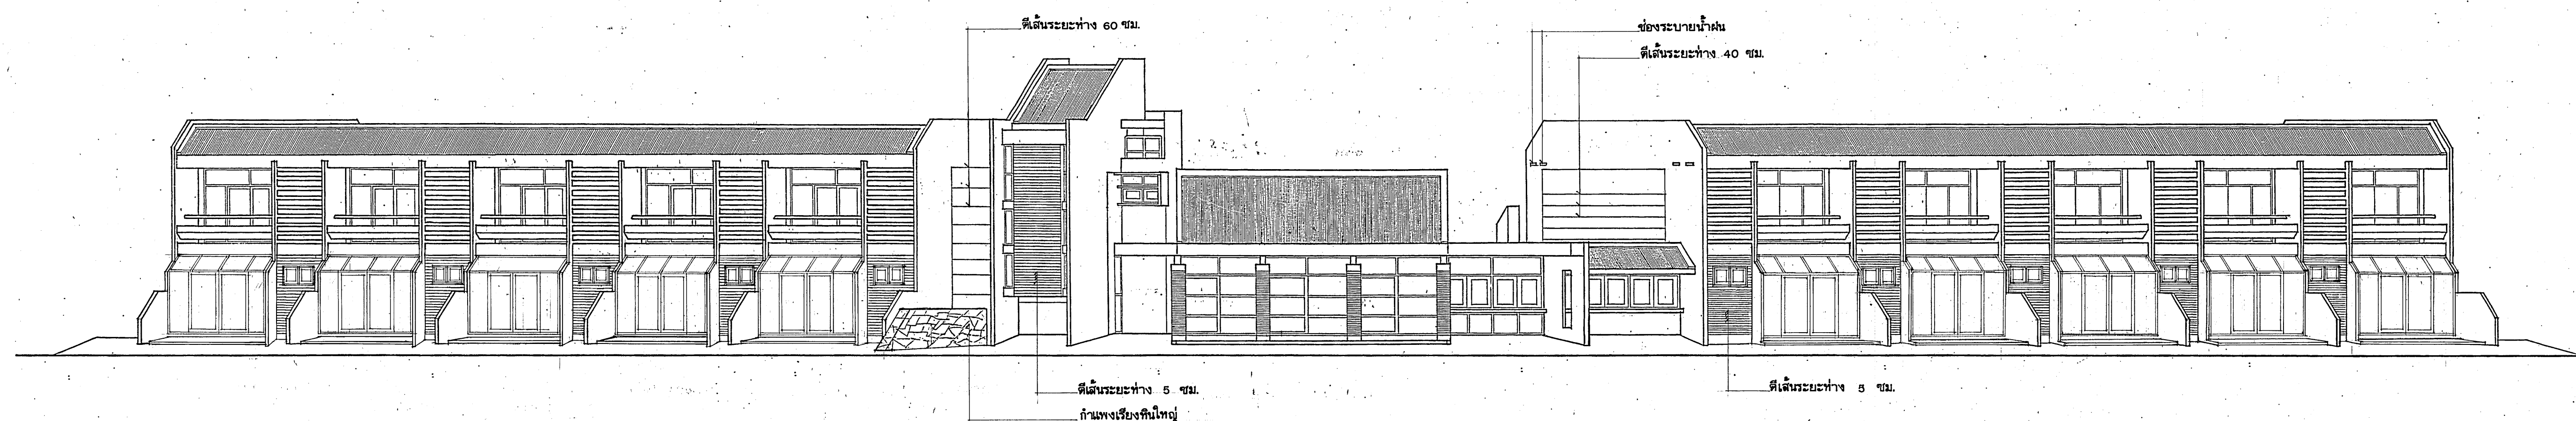 ตีเส้นระยะห่าง 60 ซม.
ช่องระบายน้ำฝน
ตีเส้นระยะห่าง 40 ซม.
ตีเส้นระยะห่าง 5 ซม.
ตีเส้นระยะห่าง 5 ซม.
กำแพงเรียงหินใหญ่